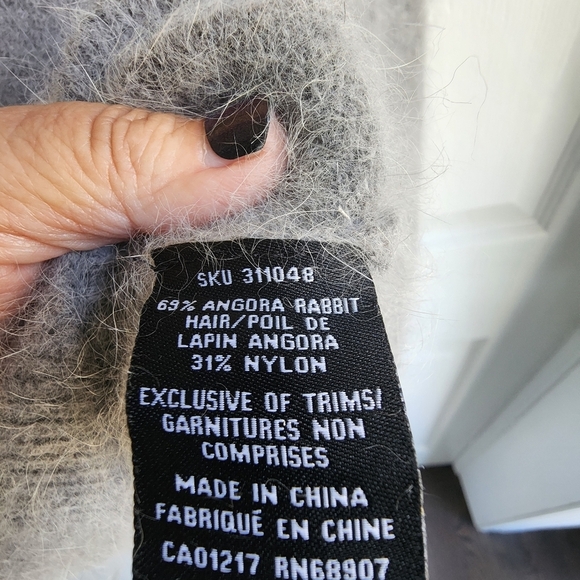 SKU 311048
69% ANGORA RABBIT
HAIR/POIL DE
LAPIN ANGORA
31% NYLON
EXCLUSIVE OF TRIMS/
GARNITURES NON
COMPRISES
MADE IN CHINA
FABRIQUÉ EN CHINE
CA01217 RN68907